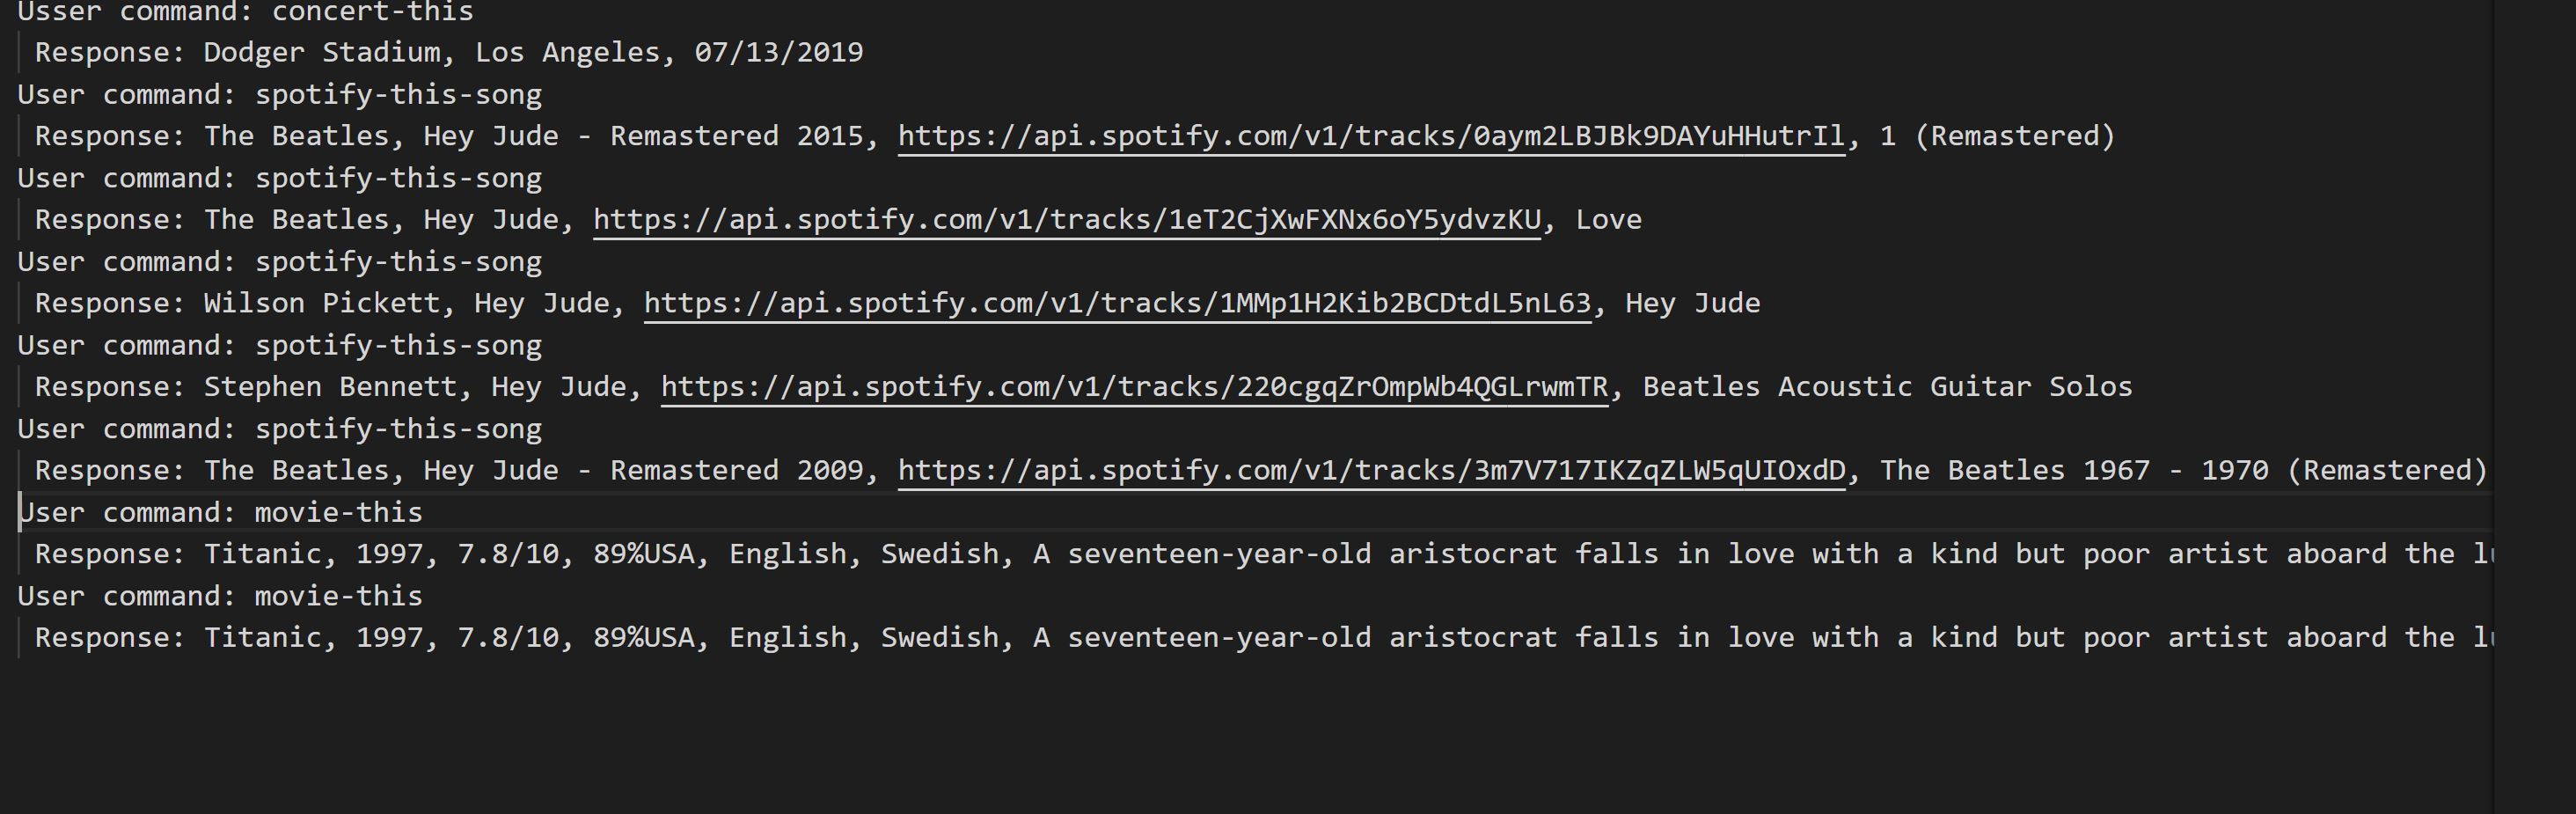 Usser command: concert-this
Response: Dodger Stadium, Los Angeles, 07/13/2019
User command: spotify-this-song
Response: The Beatles, Hey Jude - Remastered 2015, https://api.spotify.com/v1/tracks/0aym2LBJBk9DAYuHHutrIl, 1 (Remastered)
User command: spotify-this-song
Response: The Beatles, Hey Jude, https://api.spotify.com/v1/tracks/1eT2CjXwFXNx6oY5ydvzKU, Love
User command: spotify-this-song
Response: Wilson Pickett, Hey Jude, https://api.spotify.com/v1/tracks/1MMp1H2Kib2BCDtdL5nL63, Hey Jude
User command: spotify-this-song
Response: Stephen Bennett, Hey Jude, https://api.spotify.com/v1/tracks/220cgqZrOmpWb4QGLrwmTR, Beatles Acoustic Guitar Solos
User command: spotify-this-song
Response: The Beatles, Hey Jude - Remastered 2009, https://api.spotify.com/v1/tracks/3m7V717IKZqZLW5qUIOxdD, The Beatles 1967 - 1970 (Remastered)
User command: movie-this
Response: Titanic, 1997, 7.8/10, 89%USA, English, Swedish, A seventeen-year-old aristocrat falls in love with a kind but poor artist aboard the
User command: movie-this
Response: Titanic, 1997, 7.8/10, 89%USA, English, Swedish, A seventeen-year-old aristocrat falls in love with a kind but poor artist aboard the